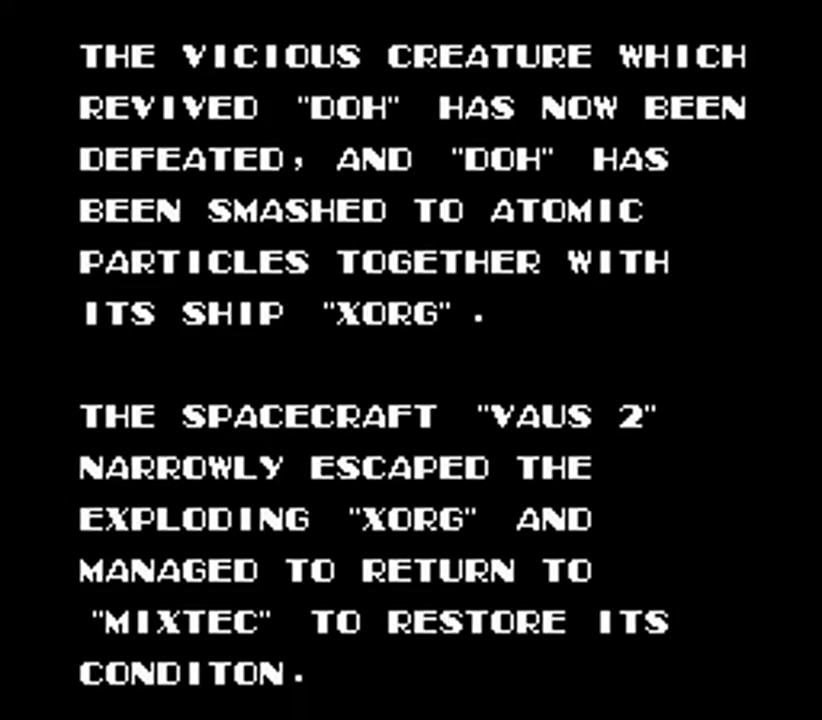 THE VICIOUS CREATURE WHICH
REVIVED "DOH" HAS NOW BEEN
DEFEATED, AND "DOH" HAS
BEEN SMASHED TO ATOMIC
PARTICLES TOGETHER WITH
ITS SHIP "XORG" .
THE SPACECRAFT "VAUS 2"
NARROWLY ESCAPED THE
EXPLODING "XORG" AND
MANAGED TO RETURN TO
"MIXTEC" TO RESTORE ITS
CONDITON.